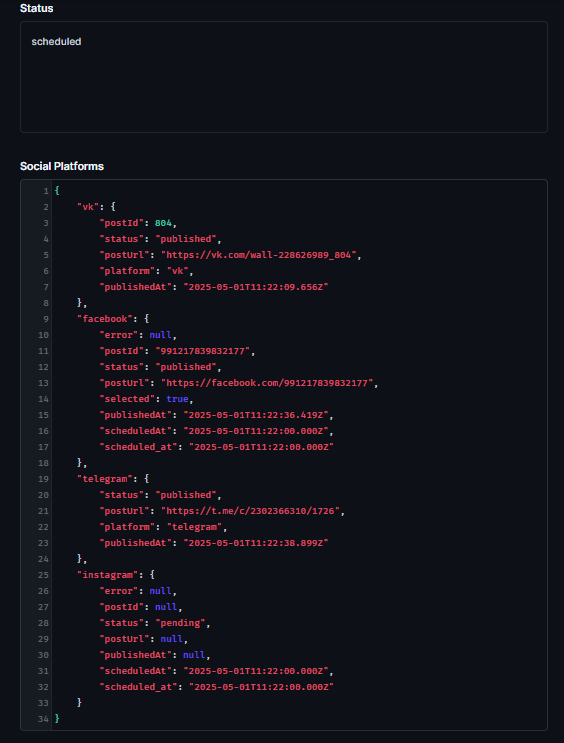 Status
scheduled
Social Platforms
1 {
2 "vk": {
3 "postId": 804,
4 "status": "published",
5 "postUrl": "https://vk.com/wall-228626989_804",
6 "platform": "vk",
7 "publishedAt": "2025-05-01T11:22:09.656Z"
8 },
9 "facebook": {
10 "error": null,
11 "postId": "991217839832177",
12 "status": "published",
13 "postUrl": "https://facebook.com/991217839832177",
14 "selected": true,
15 "publishedAt": "2025-05-01T11:22:36.419Z",
16 "scheduledAt": "2025-05-01T11:22:00.000Z",
17 "scheduled_at": "2025-05-01T11:22:00.000Z"
18 },
19 "telegram": {
20 "status": "published",
21 "postUrl": "https://t.me/c/2302366310/1726",
22 "platform": "telegram",
23 "publishedAt": "2025-05-01T11:22:38.899Z"
24 },
25 "instagram": {
26 "error": null,
27 "postId": null,
28 "status": "pending",
29 "postUrl": null,
30 "publishedAt": null,
31 "scheduledAt": "2025-05-01T11:22:00.000Z",
32 "scheduled_at": "2025-05-01T11:22:00.000Z"
33 }
34 }